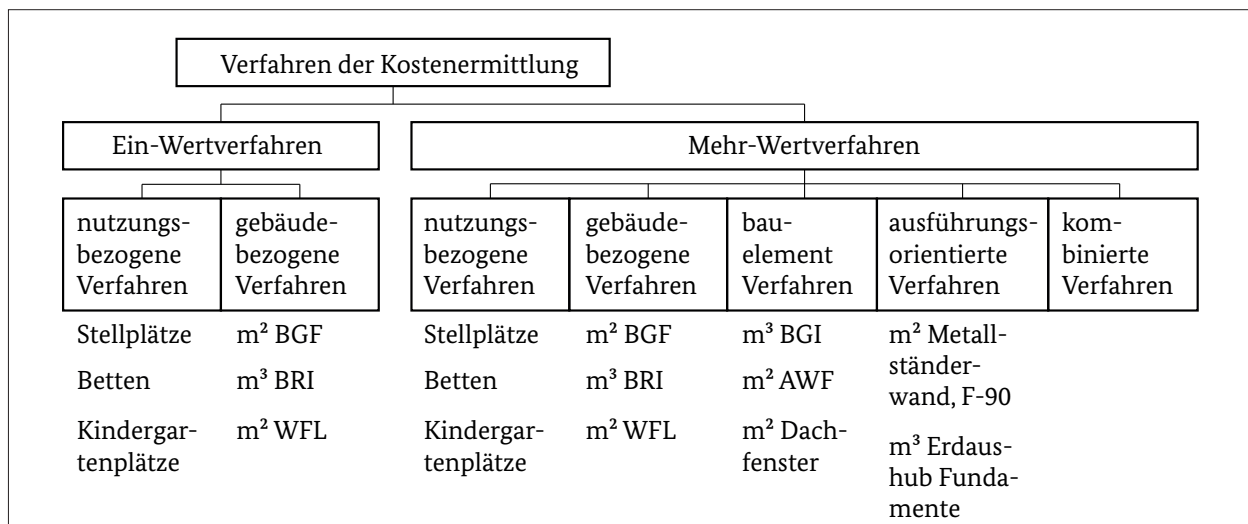 Verfahren der Kostenermittlung
Ein-Wertverfahren
Mehr-Wertverfahren
nutzungs-
bezogene
Verfahren
gebäude-
bezogene
Verfahren
nutzungs-
bezogene
Verfahren
gebäude-
bezogene
Verfahren
bau-
element
Verfahren
ausführungs-
orientierte
Verfahren
kom-
binierte
Verfahren
Stellplätze
Betten
Kindergar-
tenplätze
m² BGF
m³ BRI
m² WFL
Stellplätze
Betten
Kindergar-
tenplätze
m² BGF
m³ BRI
m² WFL
m³ BGI
m² AWF
m² Dach-
fenster
m² Metall-
ständer-
wand, F-90
m³ Erdaus-
hub Funda-
mente